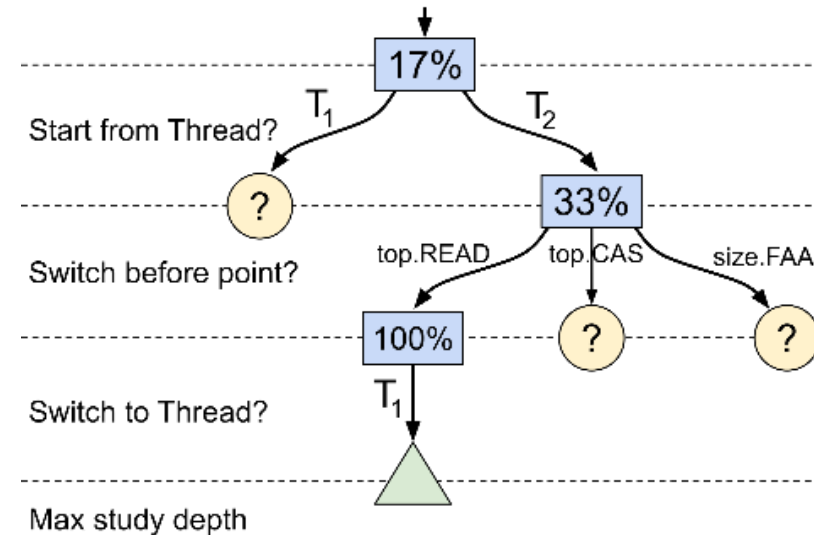 17%
T1 T2
Start from Thread?
? 33%
top.READ top.CAS size.FAA
Switch before point?
100% ? ?
T1
Switch to Thread?
Max study depth